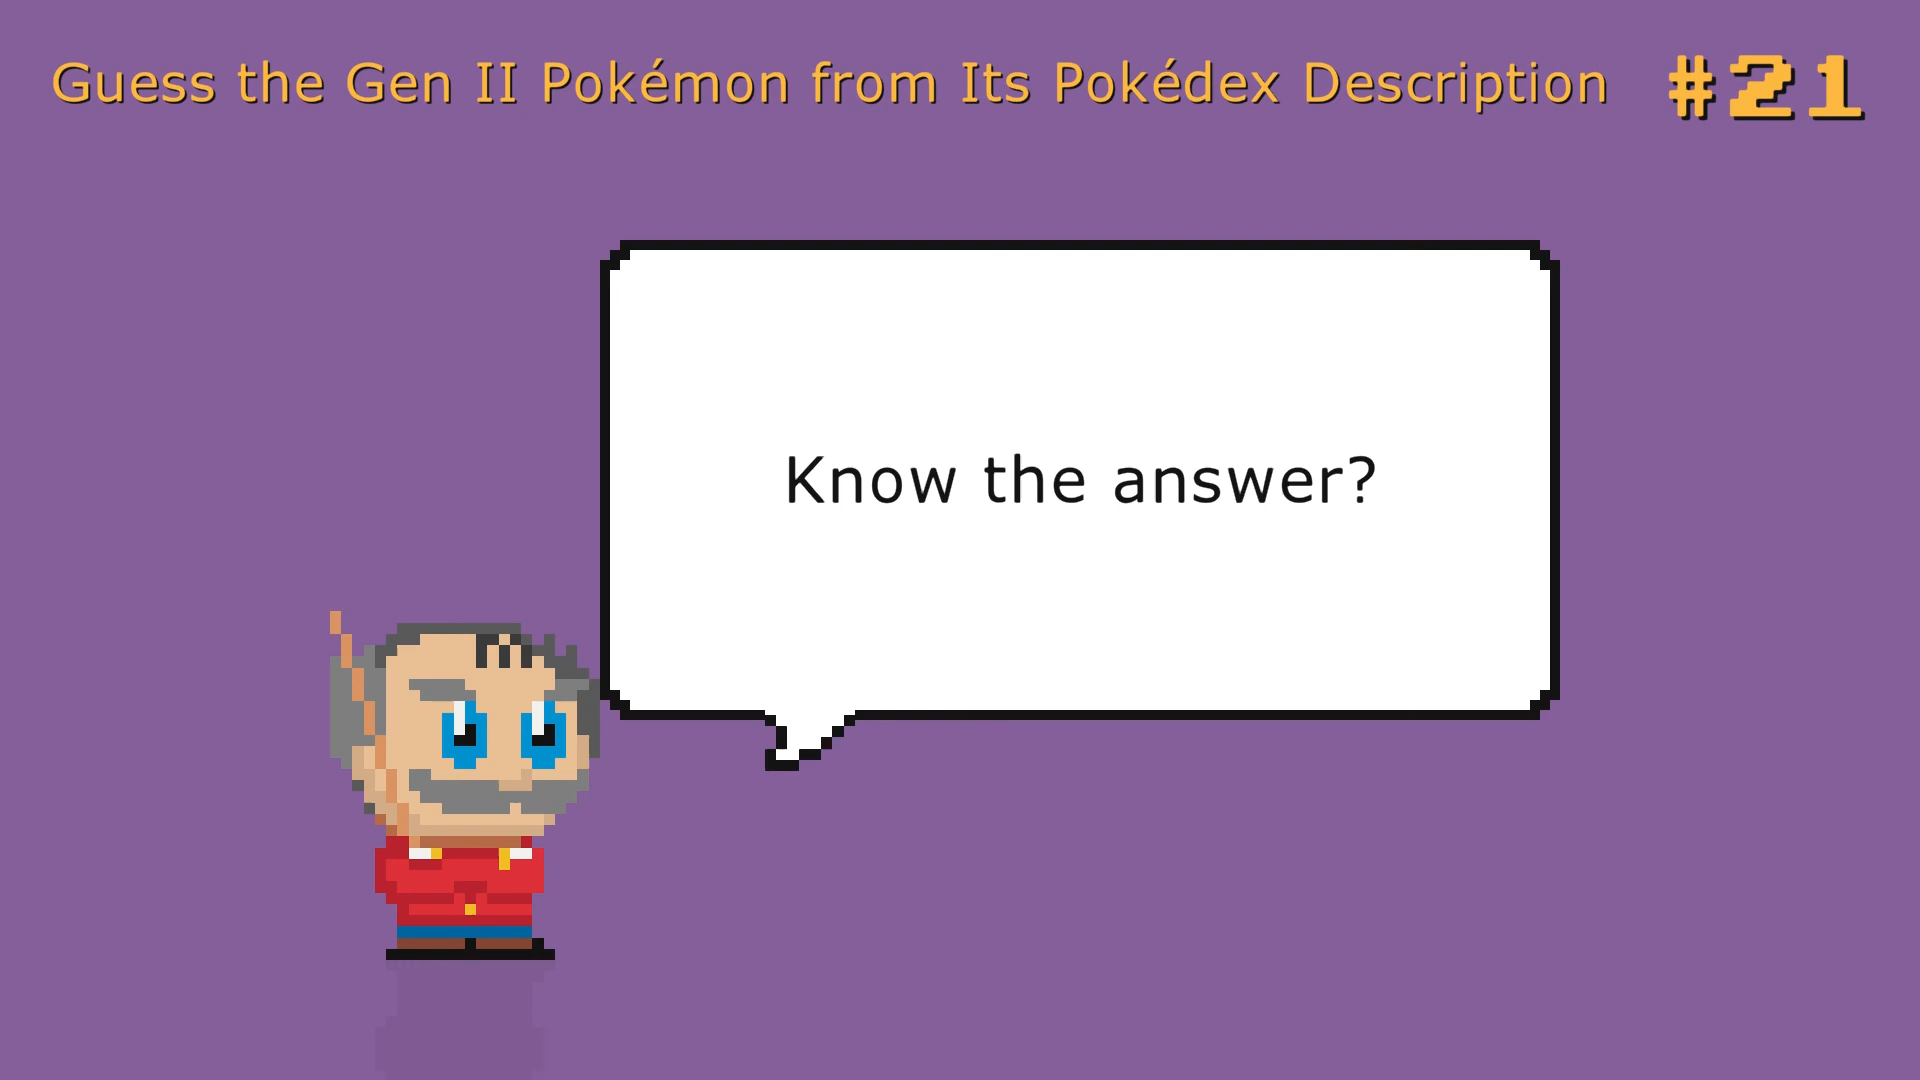 Guess the Gen II Pokémon from Its Pokédex Description #21
Know the answer?